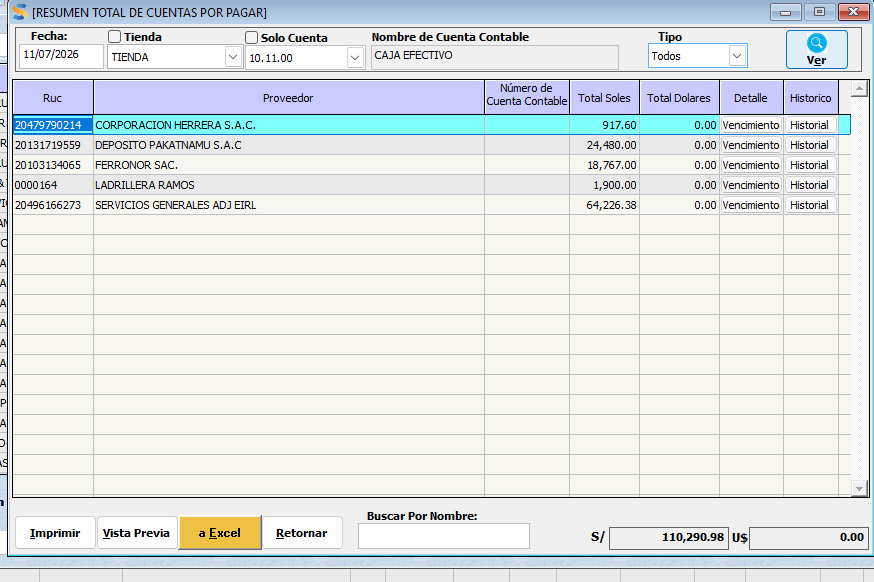 [RESUMEN TOTAL DE CUENTAS POR PAGAR]
Fecha: Tienda Solo Cuenta Nombre de Cuenta Contable Tipo
11/07/2026 TIENDA 10.11.00 CAJA EFECTIVO Todos Ver
Ruc Proveedor Número de Cuenta Contable Total Soles Total Dolares Detalle Historico
20479790214 CORPORACION HERRERA S.A.C. 917.60 0.00 Vencimiento Historial
20131719559 DEPOSITO PAKATNAMU S.A.C 24,480.00 0.00 Vencimiento Historial
20103134065 FERRONOR SAC. 18,767.00 0.00 Vencimiento Historial
0000164 LADRILLERA RAMOS 1,900.00 0.00 Vencimiento Historial
20496166273 SERVICIOS GENERALES ADJ EIRL 64,226.38 0.00 Vencimiento Historial
Imprimir Vista Previa a Excel Retornar Buscar Por Nombre: S/ 110,290.98 U$ 0.00